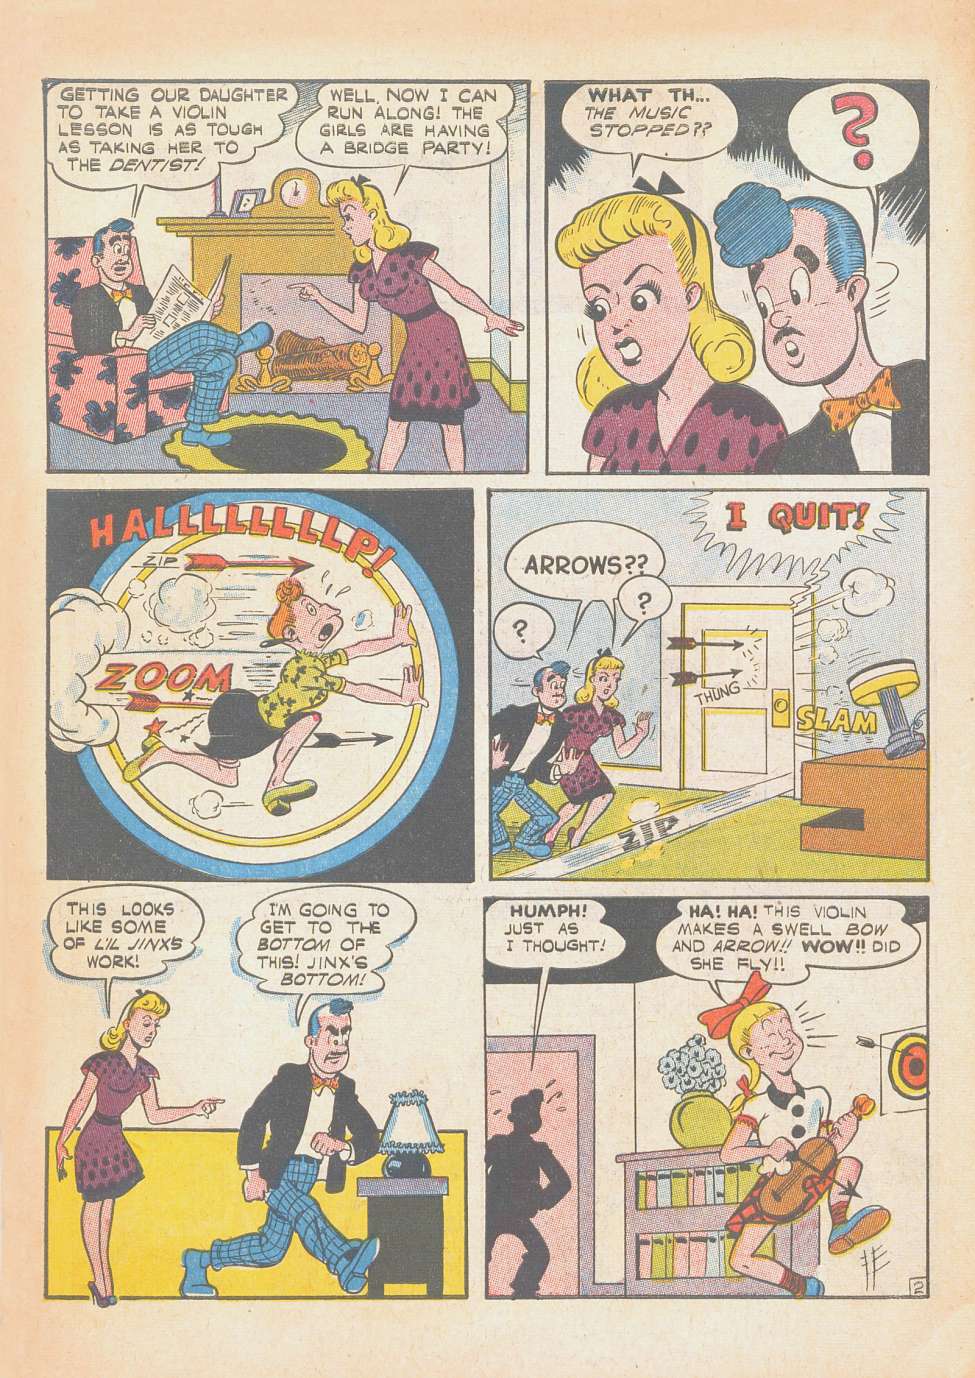 GETTING OUR DAUGHTER
TO TAKE A VIOLIN
LESSON IS AS TOUGH
AS TAKING HER TO
THE DENTIST!
WELL, NOW I CAN
RUN ALONG! THE
GIRLS ARE HAVING
A BRIDGE PARTY!
WHAT TH...
THE MUSIC
STOPPED??
?
HALLLLLLLLP!
ZIP
ZOOM
I QUIT!
ARROWS??
?
?
THUNG
SLAM
ZIP
THIS LOOKS
LIKE SOME
OF L'IL JINX'S
WORK!
I'M GOING TO
GET TO THE
BOTTOM OF
THIS! JINX'S
BOTTOM!
HUMPH!
JUST AS
I THOUGHT!
HA! HA! THIS VIOLIN
MAKES A SWELL BOW
AND ARROW!! WOW!! DID
SHE FLY!!
2